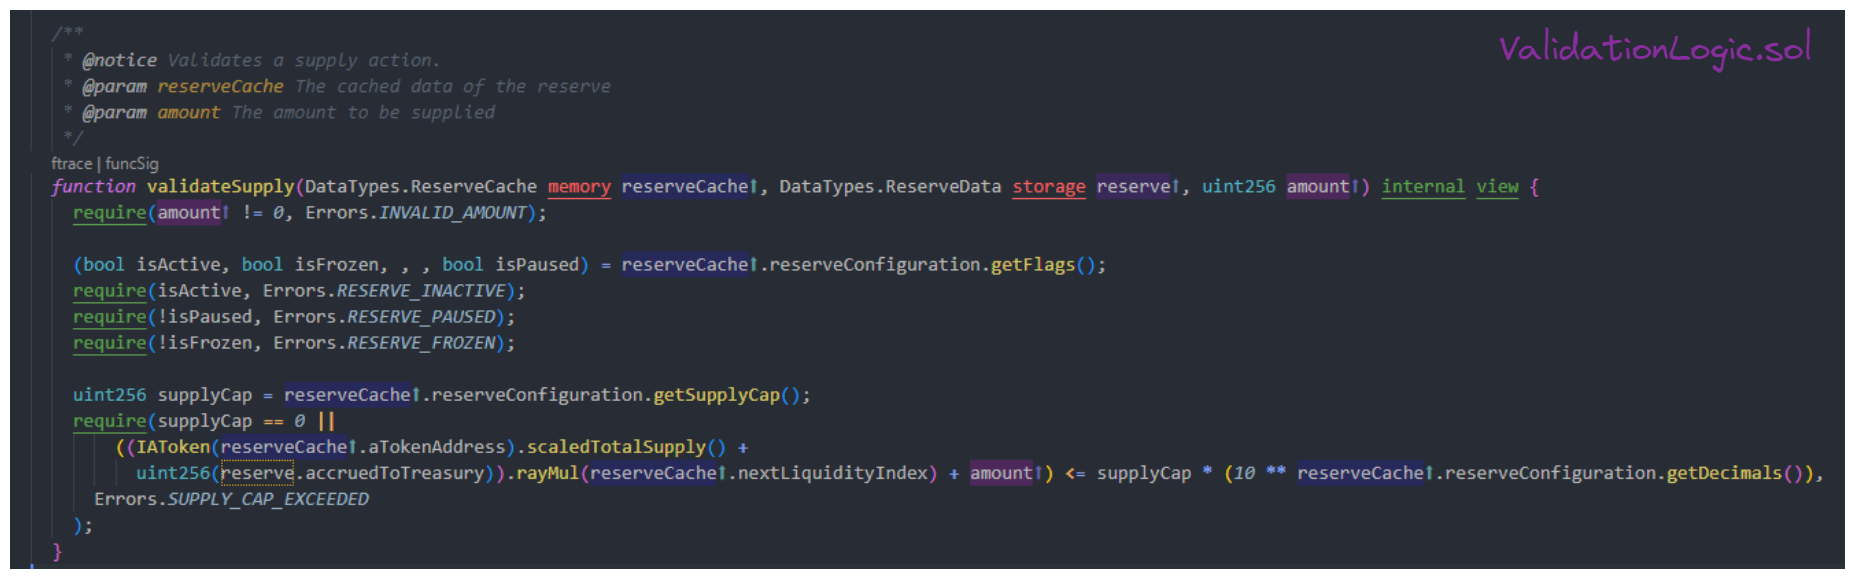 /**
 * @notice Validates a supply action.
 * @param reserveCache The cached data of the reserve
 * @param amount The amount to be supplied
 */
ValidationLogic.sol
ftrace | funcSig
function validateSupply(DataTypes.ReserveCache memory reserveCache↑, DataTypes.ReserveData storage reserve↑, uint256 amount↑) internal view {
require(amount↑ != 0, Errors.INVALID_AMOUNT);
(bool isActive, bool isFrozen, , , bool isPaused) = reserveCache↑.reserveConfiguration.getFlags();
require(isActive, Errors.RESERVE_INACTIVE);
require(!isPaused, Errors.RESERVE_PAUSED);
require(!isFrozen, Errors.RESERVE_FROZEN);
uint256 supplyCap = reserveCache↑.reserveConfiguration.getSupplyCap();
require(supplyCap == 0 ||
((IAToken(reserveCache↑.aTokenAddress).scaledTotalSupply() +
uint256(reserve.accruedToTreasury)).rayMul(reserveCache↑.nextLiquidityIndex) + amount↑) <= supplyCap * (10 ** reserveCache↑.reserveConfiguration.getDecimals()),
Errors.SUPPLY_CAP_EXCEEDED
);
}